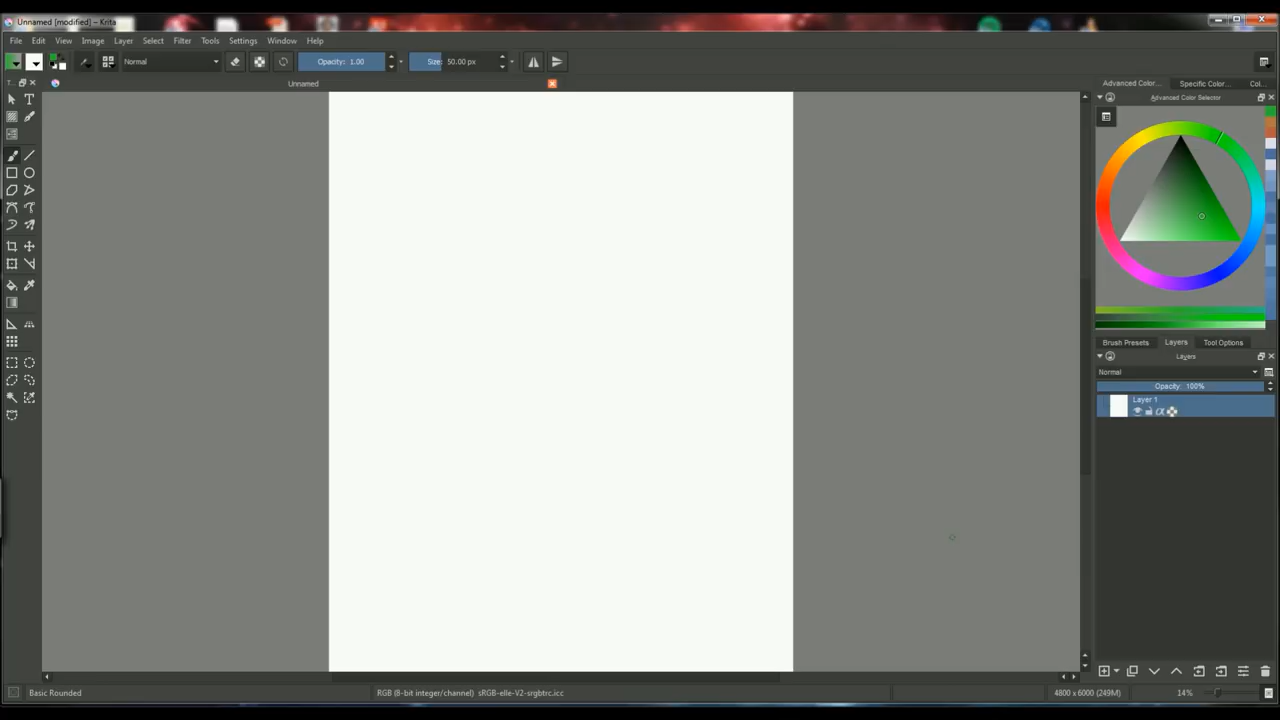 Unnamed [modified] – Krita
File Edit View Image Layer Select Filter Tools Settings Window Help
Normal Opacity: 1.00 Size: 50.00 px
T... Unnamed Advanced Color... Specific Color... Col...
Advanced Color Selector
Brush Presets Layers Tool Options
Layers
Normal
Opacity: 100%
Layer 1
Basic Rounded RGB (8-bit integer/channel) sRGB-elle-V2-srgbtrc.icc 4800 x 6000 (249M) 14%